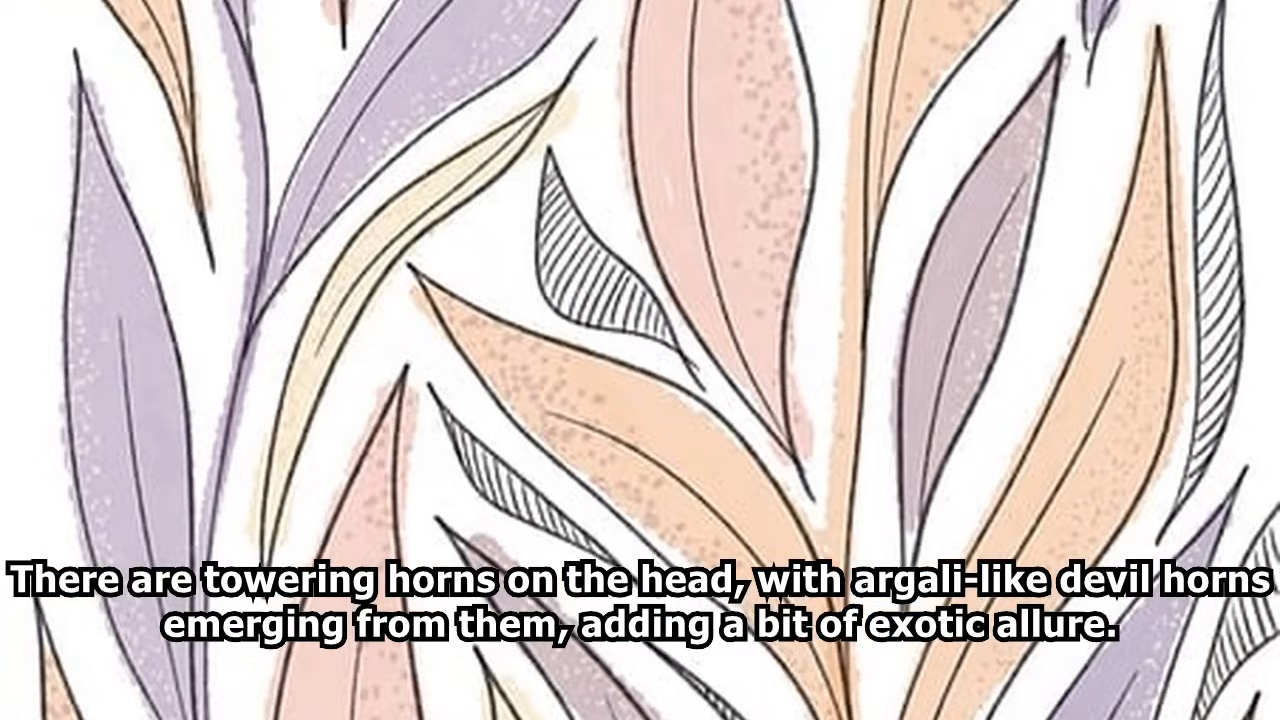 There are towering horns on the head, with argali-like devil horns
emerging from them, adding a bit of exotic allure.